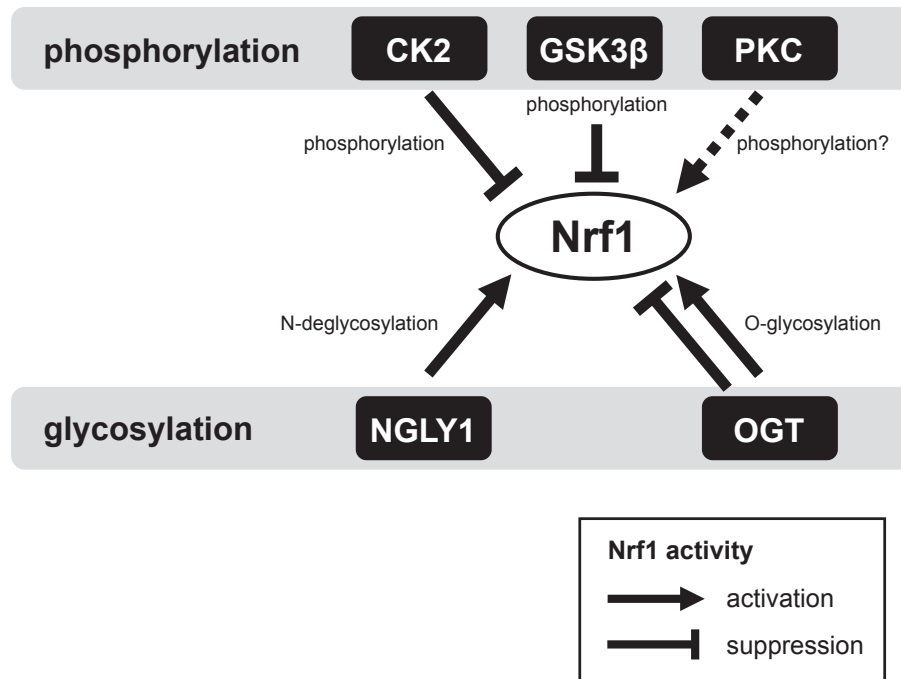 phosphorylation
CK2
GSK3β
PKC
phosphorylation
phosphorylation
phosphorylation?
Nrf1
N-deglycosylation
O-glycosylation
glycosylation
NGLY1
OGT
Nrf1 activity
activation
suppression